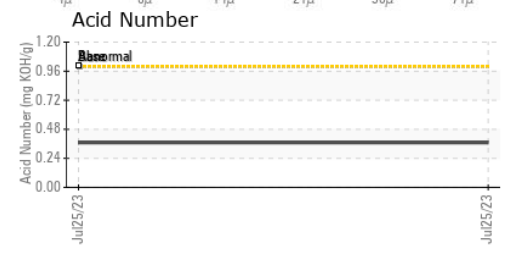 Acid Number
1.20
Abnormal
0.96
0.72
0.48
0.24
0.00
Acid Number (mg KOH/g)
Jul25/23
Jul25/23